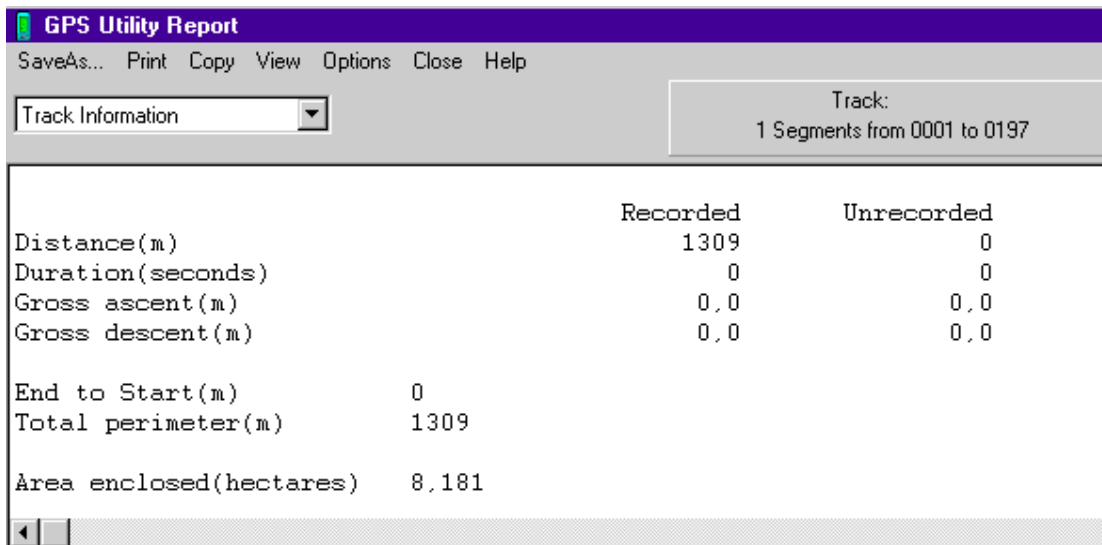 GPS Utility Report
SaveAs... Print Copy View Options Close Help
Track Information
Track:
1 Segments from 0001 to 0197
Recorded Unrecorded
Distance(m) 1309 0
Duration(seconds) 0 0
Gross ascent(m) 0,0 0,0
Gross descent(m) 0,0 0,0
End to Start(m) 0
Total perimeter(m) 1309
Area enclosed(hectares) 8,181